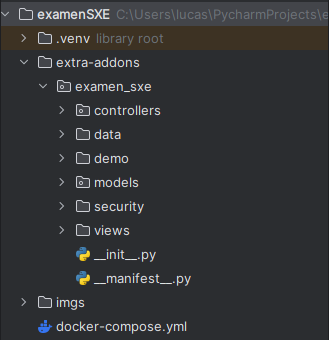 examenSXE C:\Users\lucas\PycharmProjects\e
.venv library root
extra-addons
examen_sxe
controllers
data
demo
models
security
views
__init__.py
__manifest__.py
imgs
docker-compose.yml